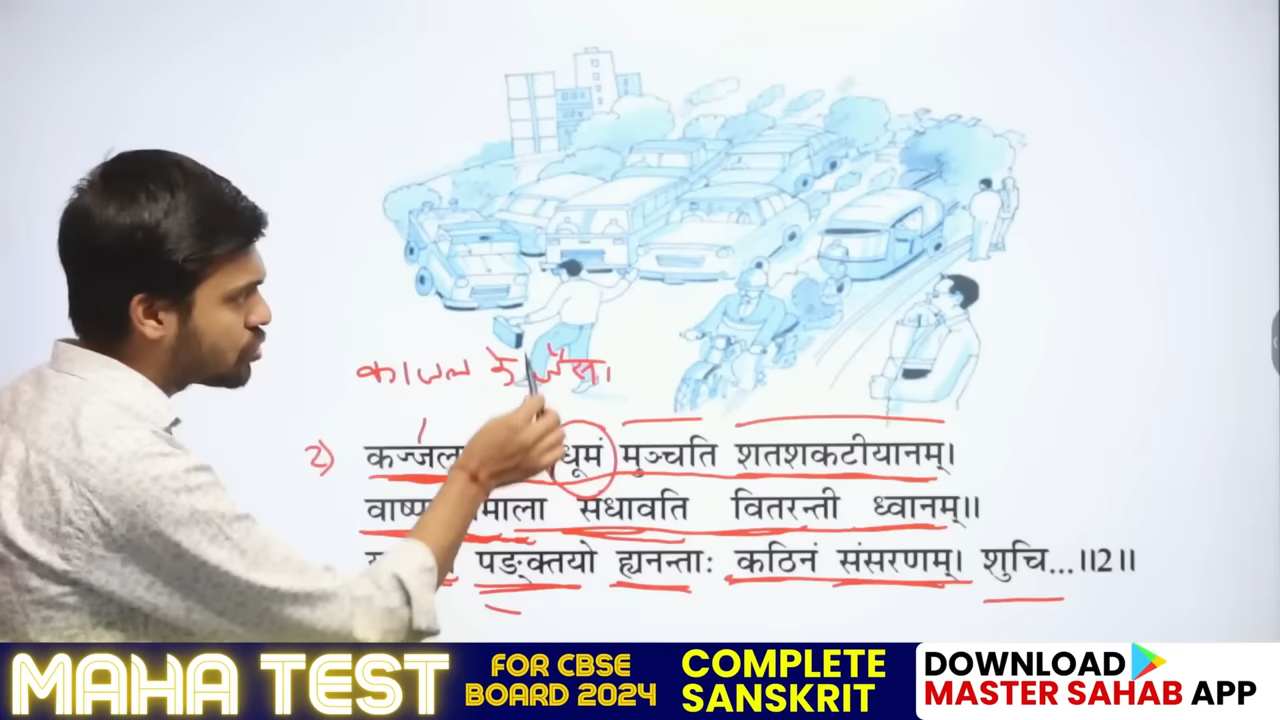 काजल के जैसा।
2) कज्जल धूमं मुञ्चति शतशकटीयानम्।
वाष्प माला संधावति वितरन्ती ध्वानम्॥
पङ्क्तयो ह्यनन्ताः कठिनं संसरणम्। शुचि...॥2॥
MAHA TEST
FOR CBSE
BOARD 2024
COMPLETE
SANSKRIT
DOWNLOAD
MASTER SAHAB APP